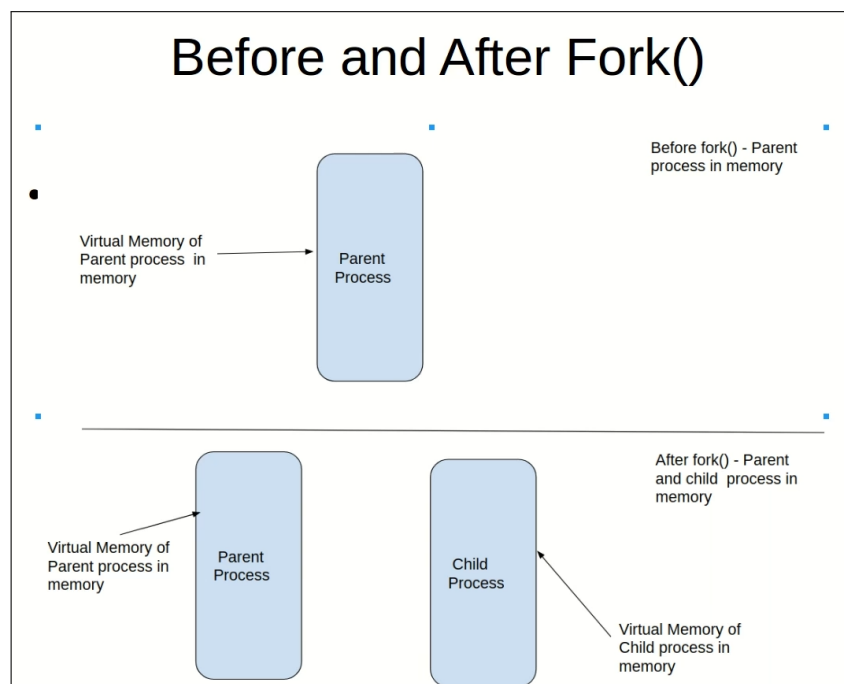 Before and After Fork()
Before fork() - Parent
process in memory
Virtual Memory of
Parent process in
memory
Parent
Process
After fork() - Parent
and child process in
memory
Virtual Memory of
Parent process in
memory
Parent
Process
Child
Process
Virtual Memory of
Child process in
memory